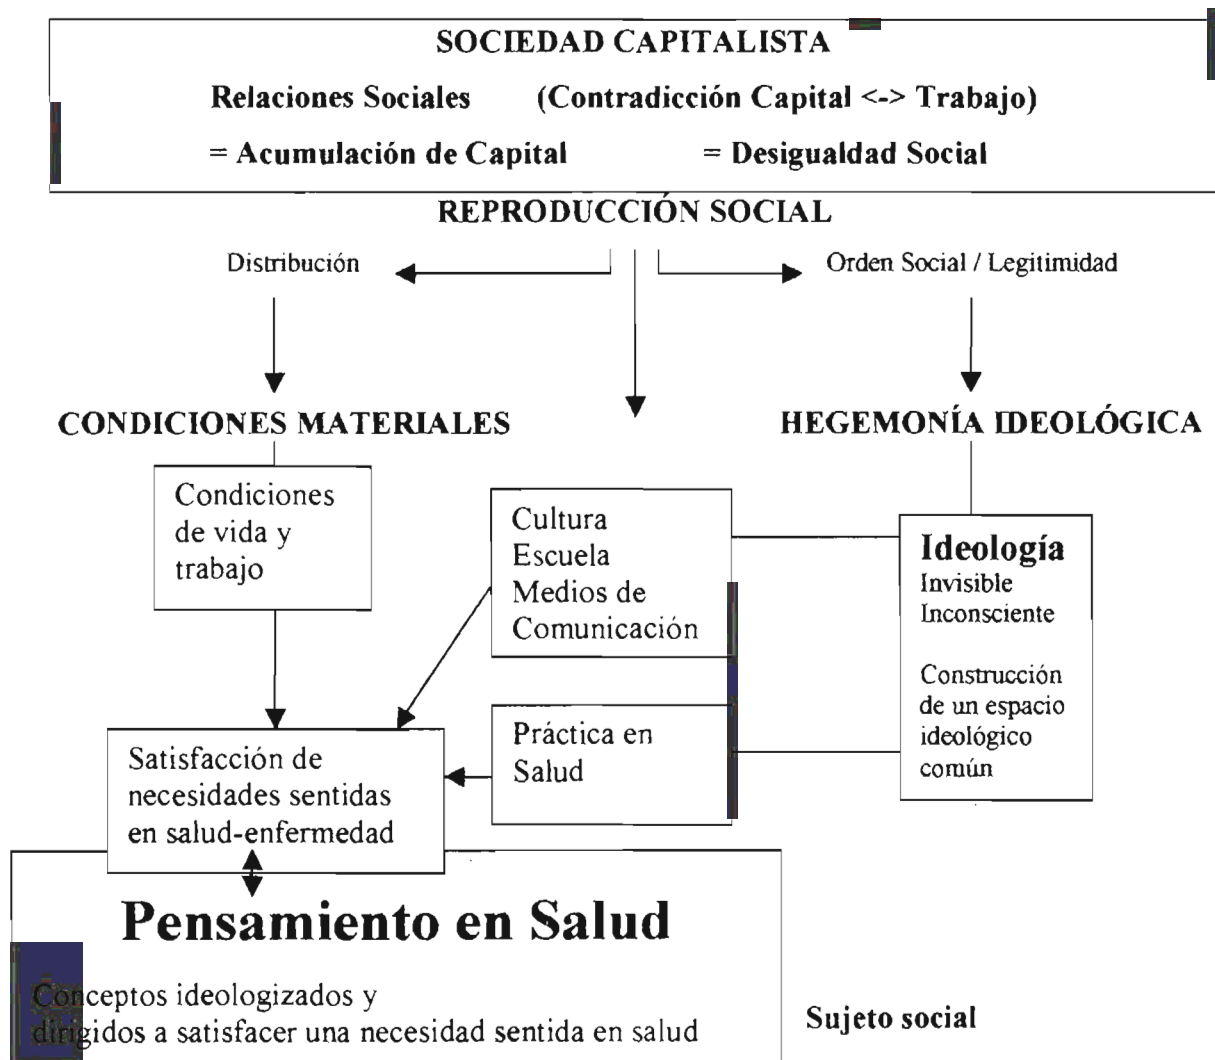 SOCIEDAD CAPITALISTA
Relaciones Sociales (Contradicción Capital <-> Trabajo)
= Acumulación de Capital = Desigualdad Social
REPRODUCCIÓN SOCIAL
Distribución
Orden Social / Legitimidad
CONDICIONES MATERIALES
HEGEMONÍA IDEOLÓGICA
Condiciones
de vida y
trabajo
Cultura
Escuela
Medios de
Comunicación
Ideología
Invisible
Inconsciente
Construcción
de un espacio
ideológico
común
Práctica en
Salud
Satisfacción de
necesidades sentidas
en salud-enfermedad
Pensamiento en Salud
Conceptos ideologizados y
dirigidos a satisfacer una necesidad sentida en salud
Sujeto social